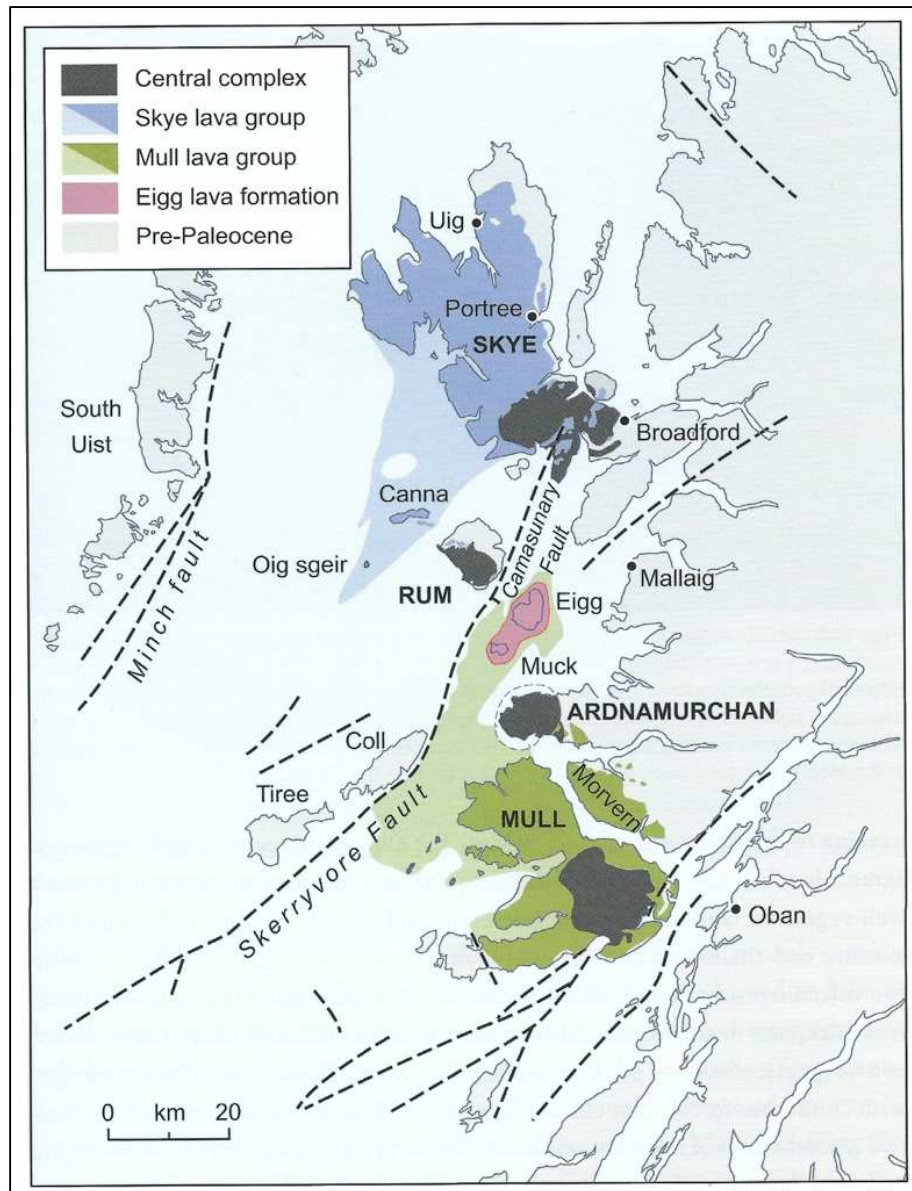 Central complex
Skye lava group
Mull lava group
Eigg lava formation
Pre-Paleocene
Uig
Portree
SKYE
South
Uist
Broadford
Canna
Oig sgeir
RUM
Camasunary
Fault
Mallaig
Eigg
Minch fault
Muck
ARDNAMURCHAN
Coll
Tiree
Morvern
MULL
Skerryvore Fault
Oban
0 km 20